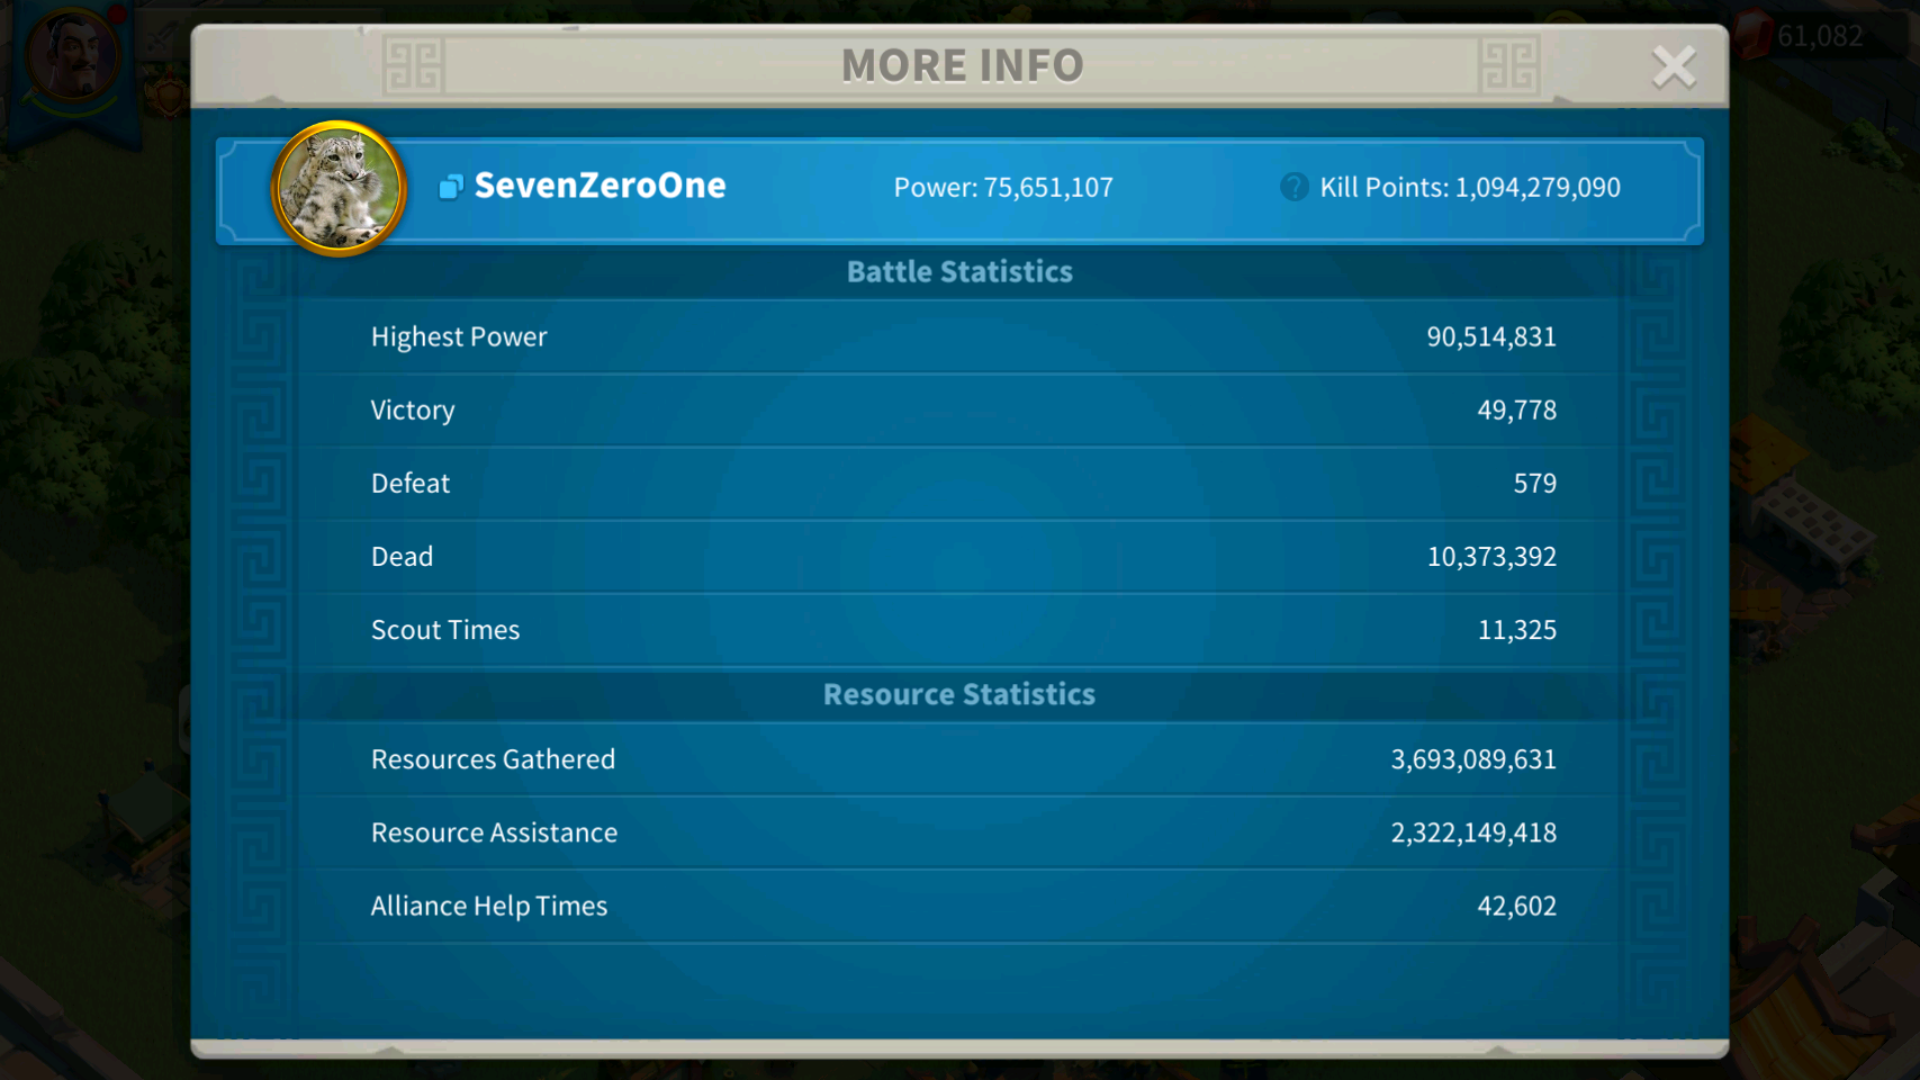 61,082
MORE INFO
SevenZeroOne Power: 75,651,107 ? Kill Points: 1,094,279,090
Battle Statistics
Highest Power 90,514,831
Victory 49,778
Defeat 579
Dead 10,373,392
Scout Times 11,325
Resource Statistics
Resources Gathered 3,693,089,631
Resource Assistance 2,322,149,418
Alliance Help Times 42,602